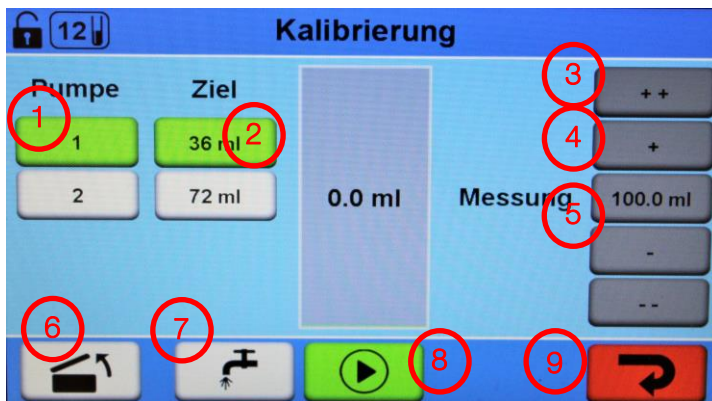 12 Kalibrierung
Pumpe Ziel
1 36 ml
2 72 ml
0.0 ml
Messung
+ +
+
100.0 ml
-
- -
1
2
3
4
5
6
7
8
9